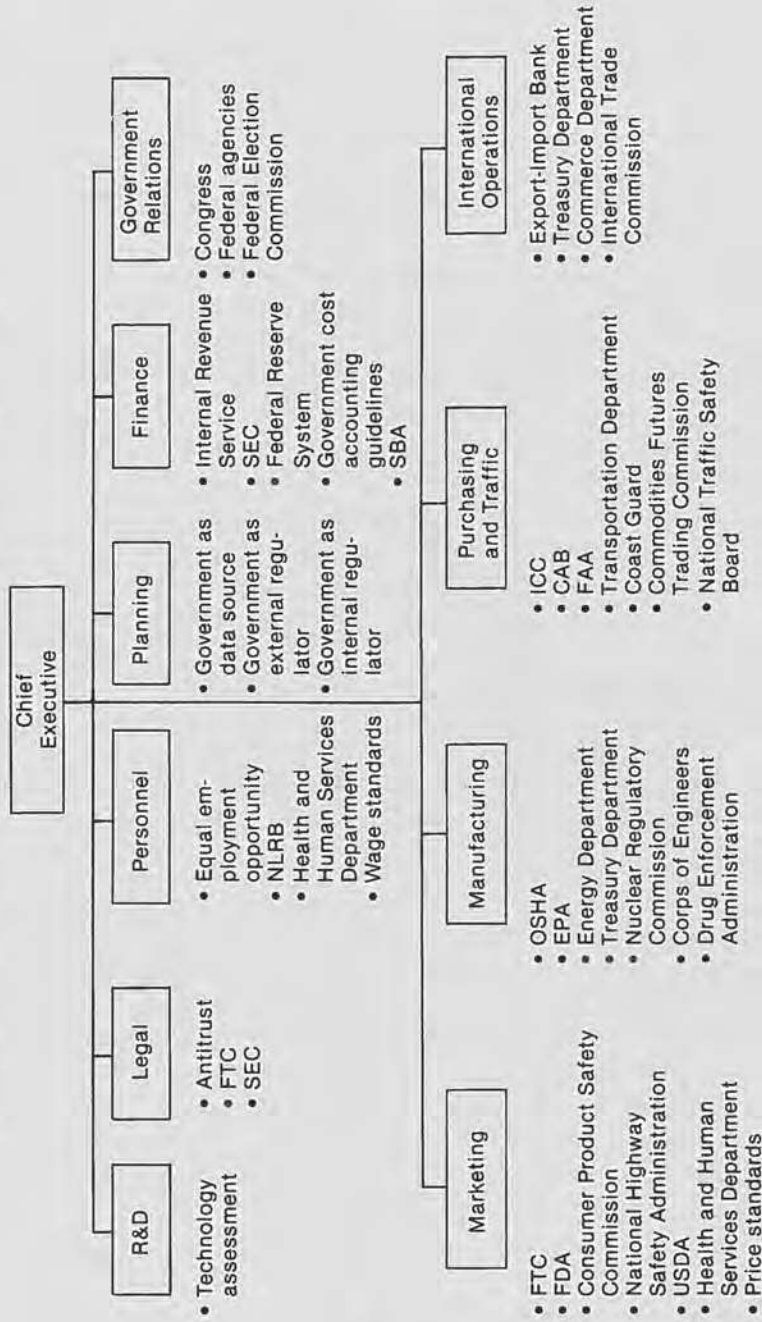 Chief
Executive
R&D
• Technology
assessment
Legal
• Antitrust
• FTC
• SEC
Personnel
• Equal em-
ployment
opportunity
• NLRB
• Health and
Human Services
Department
• Wage standards
Planning
• Government as
data source
• Government as
external regu-
lator
• Government as
internal regu-
lator
Finance
• Internal Revenue
Service
• SEC
• Federal Reserve
System
• Government cost
accounting
guidelines
• SBA
Government
Relations
• Congress
• Federal agencies
• Federal Election
Commission
Marketing
• FTC
• FDA
• Consumer Product Safety
Commission
• National Highway
Safety Administration
• USDA
• Health and Human
Services Department
• Price standards
Manufacturing
• OSHA
• EPA
• Energy Department
• Treasury Department
• Nuclear Regulatory
Commission
• Corps of Engineers
• Drug Enforcement
Administration
Purchasing
and Traffic
• ICC
• CAB
• FAA
• Transportation Department
• Coast Guard
• Commodities Futures
Trading Commission
• National Traffic Safety
Board
International
Operations
• Export-Import Bank
• Treasury Department
• Commerce Department
• International Trade
Commission